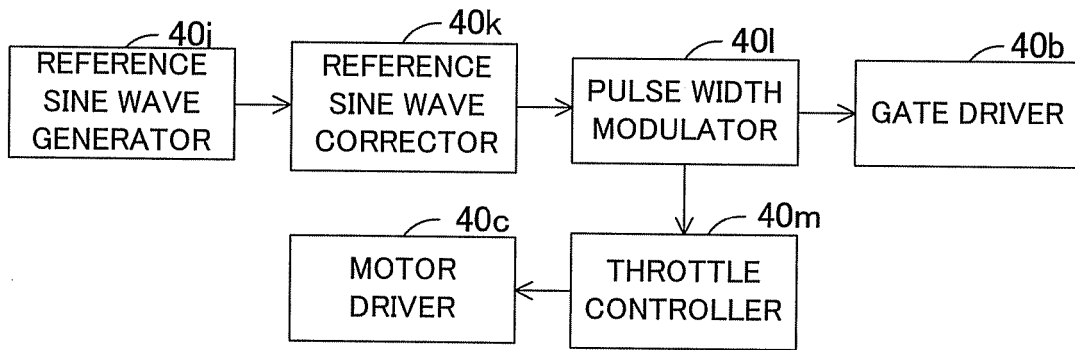 40j
REFERENCE
SINE WAVE
GENERATOR
40k
REFERENCE
SINE WAVE
CORRECTOR
40l
PULSE WIDTH
MODULATOR
40b
GATE DRIVER
40c
MOTOR
DRIVER
40m
THROTTLE
CONTROLLER